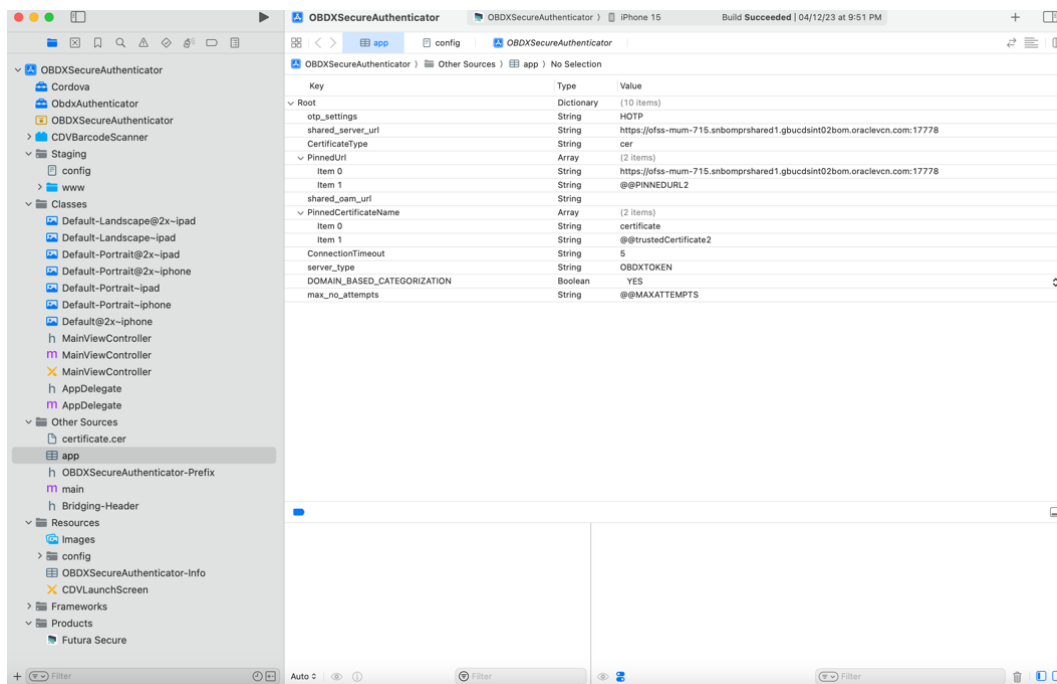 OBDXSecureAuthenticator
OBDXSecureAuthenticator
iPhone 15
Build Succeeded | 04/12/23 at 9:51 PM
app
config
OBDXSecureAuthenticator
OBDXSecureAuthenticator
Other Sources
app
No Selection
OBDXSecureAuthenticator
Cordova
ObdxAuthenticator
OBDXSecureAuthenticator
CDVBarcodeScanner
Staging
config
www
Classes
Default-Landscape@2x~ipad
Default-Landscape~ipad
Default-Portrait@2x~ipad
Default-Portrait@2x~iphone
Default-Portrait~ipad
Default-Portrait~iphone
Default@2x~iphone
h MainViewController
m MainViewController
MainViewController
h AppDelegate
m AppDelegate
Other Sources
certificate.cer
app
h OBDXSecureAuthenticator-Prefix
m main
h Bridging-Header
Resources
Images
config
OBDXSecureAuthenticator-Info
CDVLaunchScreen
Frameworks
Products
Futura Secure
Filter
Key Type Value
Root Dictionary (10 items)
otp_settings String HOTP
shared_server_url String https://ofss-mum-715.snbomprshared1.gbucdsint02bom.oraclevcn.com:17778
CertificateType String cer
PinnedUrl Array (2 items)
Item 0 String https://ofss-mum-715.snbomprshared1.gbucdsint02bom.oraclevcn.com:17778
Item 1 String @@PINNEDURL2
shared_oam_url String
PinnedCertificateName Array (2 items)
Item 0 String certificate
Item 1 String @@trustedCertificate2
ConnectionTimeout String 5
server_type String OBDXTOKEN
DOMAIN_BASED_CATEGORIZATION Boolean YES
max_no_attempts String @@MAXATTEMPTS
Auto
Filter
Filter